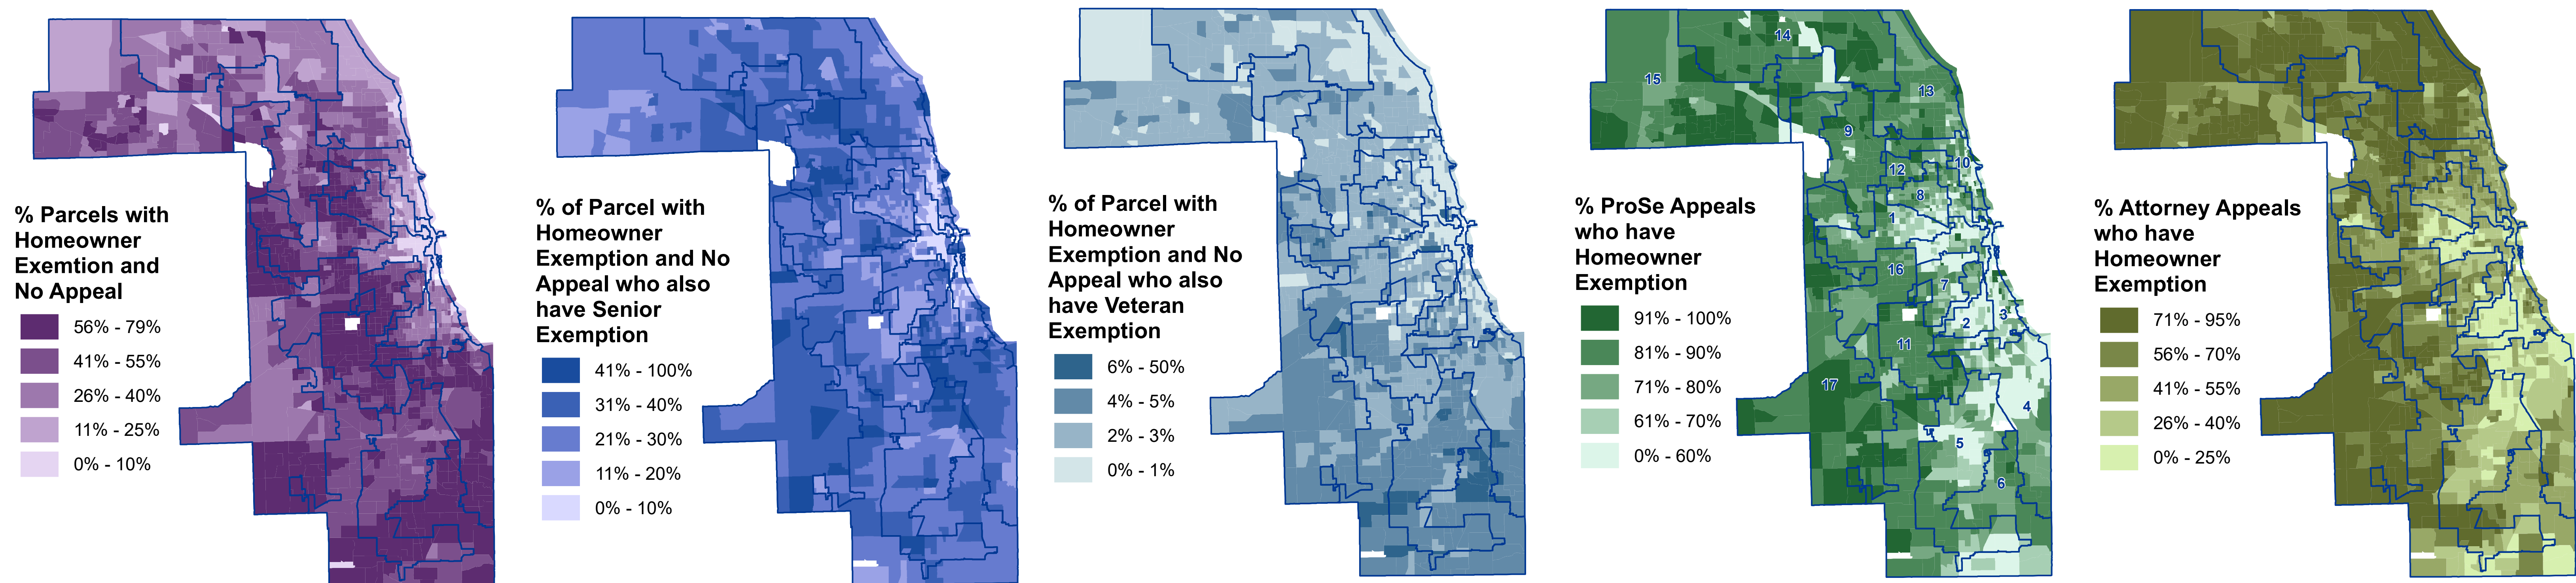 % Parcels with
Homeowner
Exemtion and
No Appeal
56% - 79%
41% - 55%
26% - 40%
11% - 25%
0% - 10%
% of Parcel with
Homeowner
Exemption and No
Appeal who also
have Senior
Exemption
41% - 100%
31% - 40%
21% - 30%
11% - 20%
0% - 10%
% of Parcel with
Homeowner
Exemption and No
Appeal who also
have Veteran
Exemption
6% - 50%
4% - 5%
2% - 3%
0% - 1%
% ProSe Appeals
who have
Homeowner
Exemption
91% - 100%
81% - 90%
71% - 80%
61% - 70%
0% - 60%
14
15
13
9
10
12
8
1
16
7
3
2
11
17
4
5
6
% Attorney Appeals
who have
Homeowner
Exemption
71% - 95%
56% - 70%
41% - 55%
26% - 40%
0% - 25%